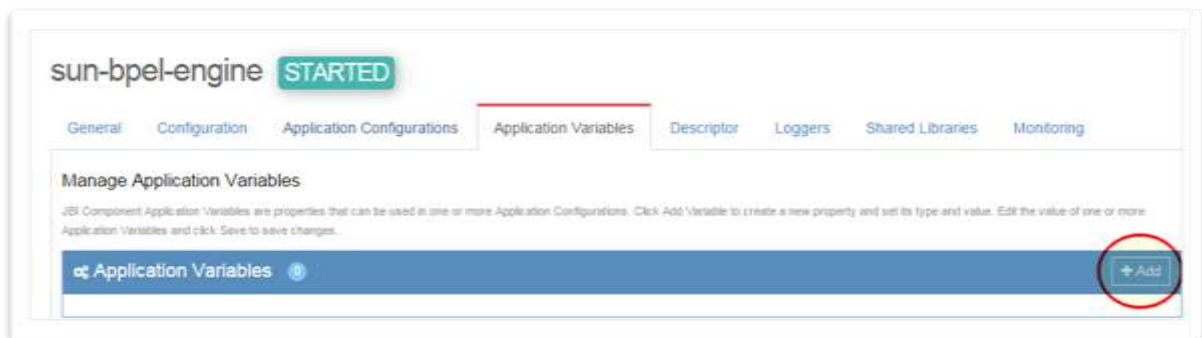 sun-bpel-engine STARTED
General Configuration Application Configurations Application Variables Descriptor Loggers Shared Libraries Monitoring
Manage Application Variables
JBI Component Application Variables are properties that can be used in one or more Application Configurations. Click Add Variable to create a new property and set its type and value. Edit the value of one or more
Application Variables and click Save to save changes.
Application Variables 0
+ Add